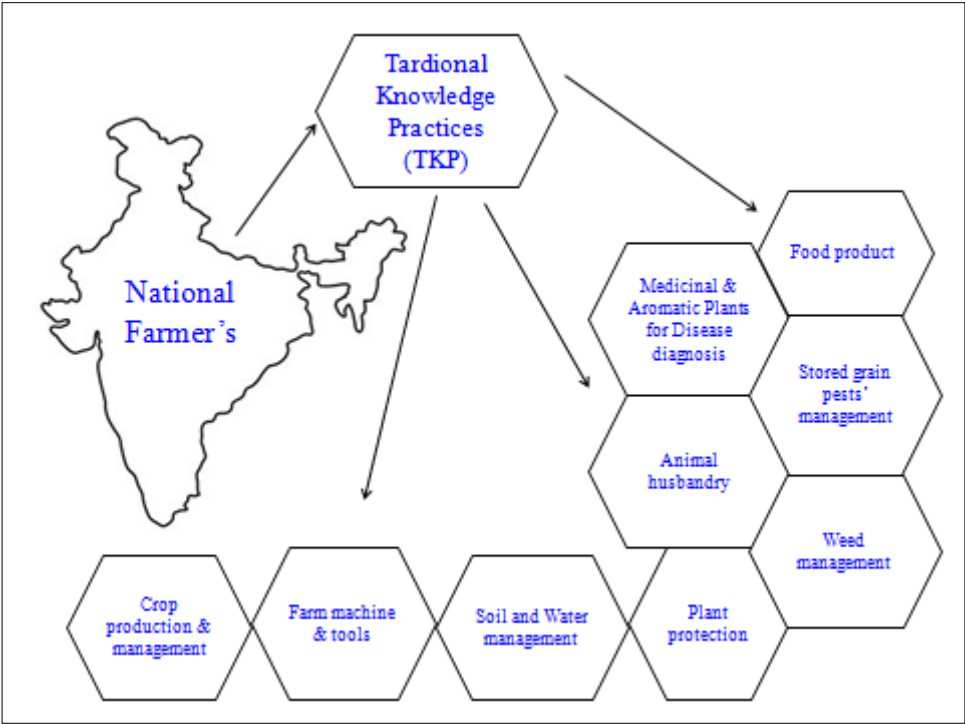 Tardional
Knowledge
Practices
(TKP)
National
Farmer’s
Food product
Medicinal &
Aromatic Plants
for Disease
diagnosis
Stored grain
pests’
management
Animal
husbandry
Weed
management
Crop
production &
management
Farm machine
& tools
Soil and Water
management
Plant
protection